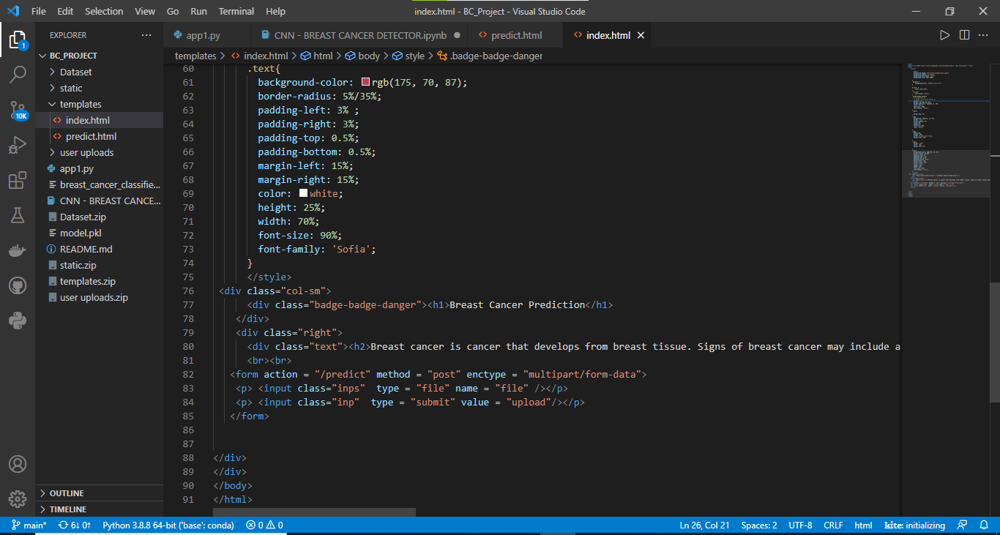 File Edit Selection View Go Run Terminal Help index.html - BC_Project - Visual Studio Code
EXPLORER
BC_PROJECT
Dataset
static
templates
index.html
predict.html
user uploads
app1.py
breast_cancer_classifie...
CNN - BREAST CANCE...
Dataset.zip
model.pkl
README.md
static.zip
templates.zip
user uploads.zip
OUTLINE
TIMELINE
1
10K
app1.py CNN - BREAST CANCER DETECTOR.ipynb predict.html index.html
templates > index.html > html > body > style > .badge-badge-danger
60 .text{
61 background-color: rgb(175, 70, 87);
62 border-radius: 5%/35%;
63 padding-left: 3% ;
64 padding-right: 3%;
65 padding-top: 0.5%;
66 padding-bottom: 0.5%;
67 margin-left: 15%;
68 margin-right: 15%;
69 color: white;
70 height: 25%;
71 width: 70%;
72 font-size: 90%;
73 font-family: 'Sofia';
74 }
75 </style>
76 <div class="col-sm">
77 <div class="badge-badge-danger"><h1>Breast Cancer Prediction</h1>
78 </div>
79 <div class="right">
80 <div class="text"><h2>Breast cancer is cancer that develops from breast tissue. Signs of breast cancer may include a
81 <br><br>
82 <form action = "/predict" method = "post" enctype = "multipart/form-data">
83 <p> <input class="inps"  type = "file" name = "file" /></p>
84 <p> <input class="inp"  type = "submit" value = "upload"/></p>
85 </form>
86
87
88 </div>
89 </div>
90 </body>
91 </html>
main* 6↓ 0↑ Python 3.8.8 64-bit ('base': conda) 0 0 Ln 26, Col 21 Spaces: 2 UTF-8 CRLF html kite: initializing